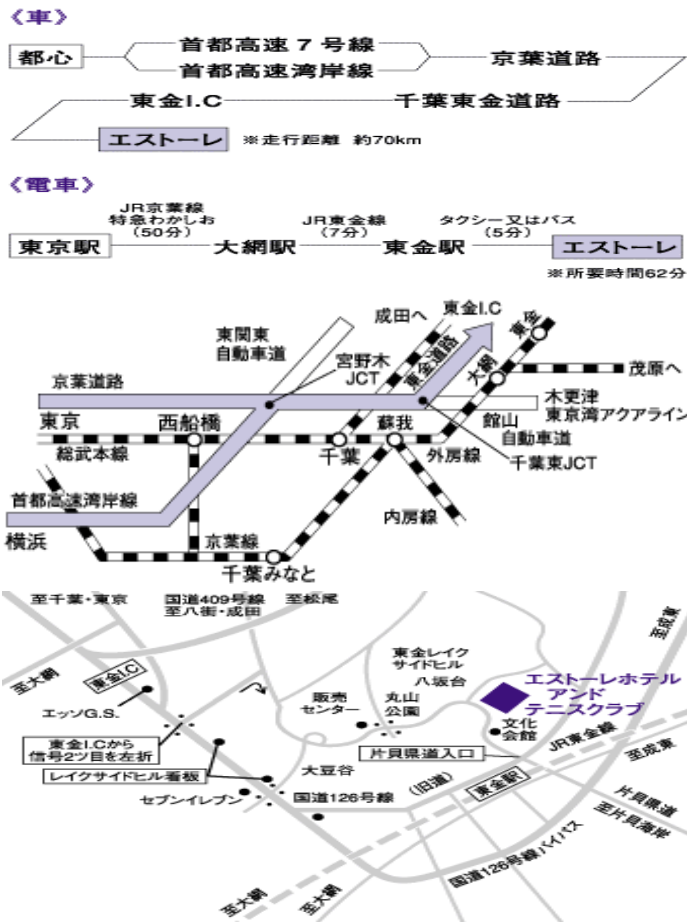 《車》
都心
首都高速7号線
首都高速湾岸線
京葉道路
東金I.C
千葉東金道路
エストーレ
※走行距離 約70km
《電車》
JR京葉線
特急わかしお
(50分)
JR東金線
(7分)
タクシー又はバス
(5分)
東京駅
大網駅
東金駅
エストーレ
※所要時間62分
成田へ
東金I.C
東関東
自動車道
宮野木
JCT
東金道路
東金
大網
茂原へ
京葉道路
木更津
東京湾アクアライン
東京
西船橋
蘇我
館山
自動車道
総武本線
千葉
外房線
千葉東JCT
首都高速湾岸線
内房線
横浜
京葉線
千葉みなと
至千葉・東京
国道409号線
至八街・成田
至松尾
至成東
至大網
東金I.C
東金レイク
サイドヒル
八坂台
エストーレホテル
アンド
テニスクラブ
エッソG.S.
販売
センター
丸山
公園
文化
会館
東金I.Cから
信号2ツ目を左折
片貝県道入口
JR東金線
至成東
レイクサイドヒル看板
大豆谷
(旧道)
東金駅
セブンイレブン
国道126号線
片貝県道
至片貝海岸
国道126号線バイパス
至大網
至大網